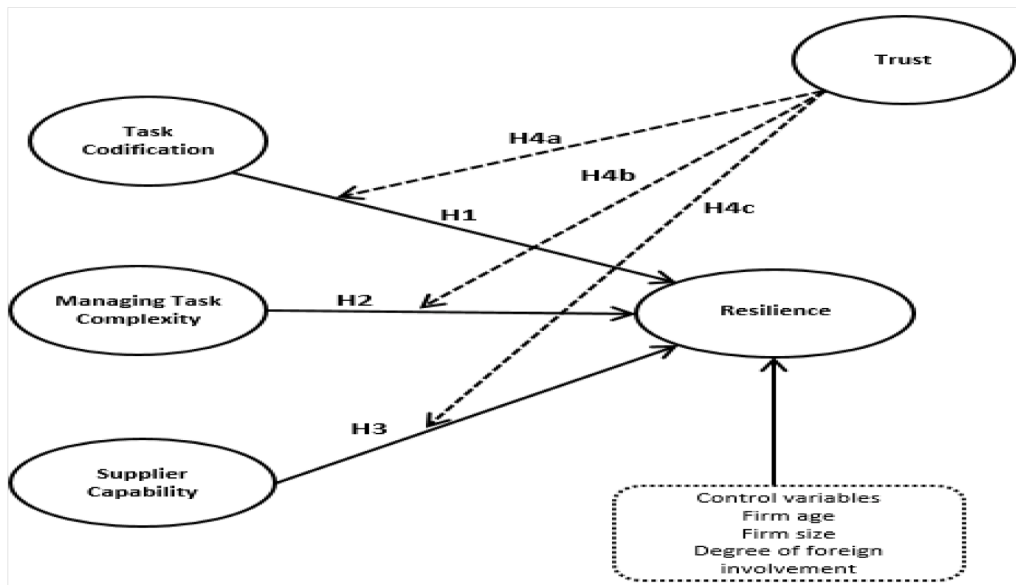 Trust
Task
Codification
H4a
H4b
H4c
H1
Managing Task
Complexity
H2
Resilience
H3
Supplier
Capability
Control variables
Firm age
Firm size
Degree of foreign
involvement